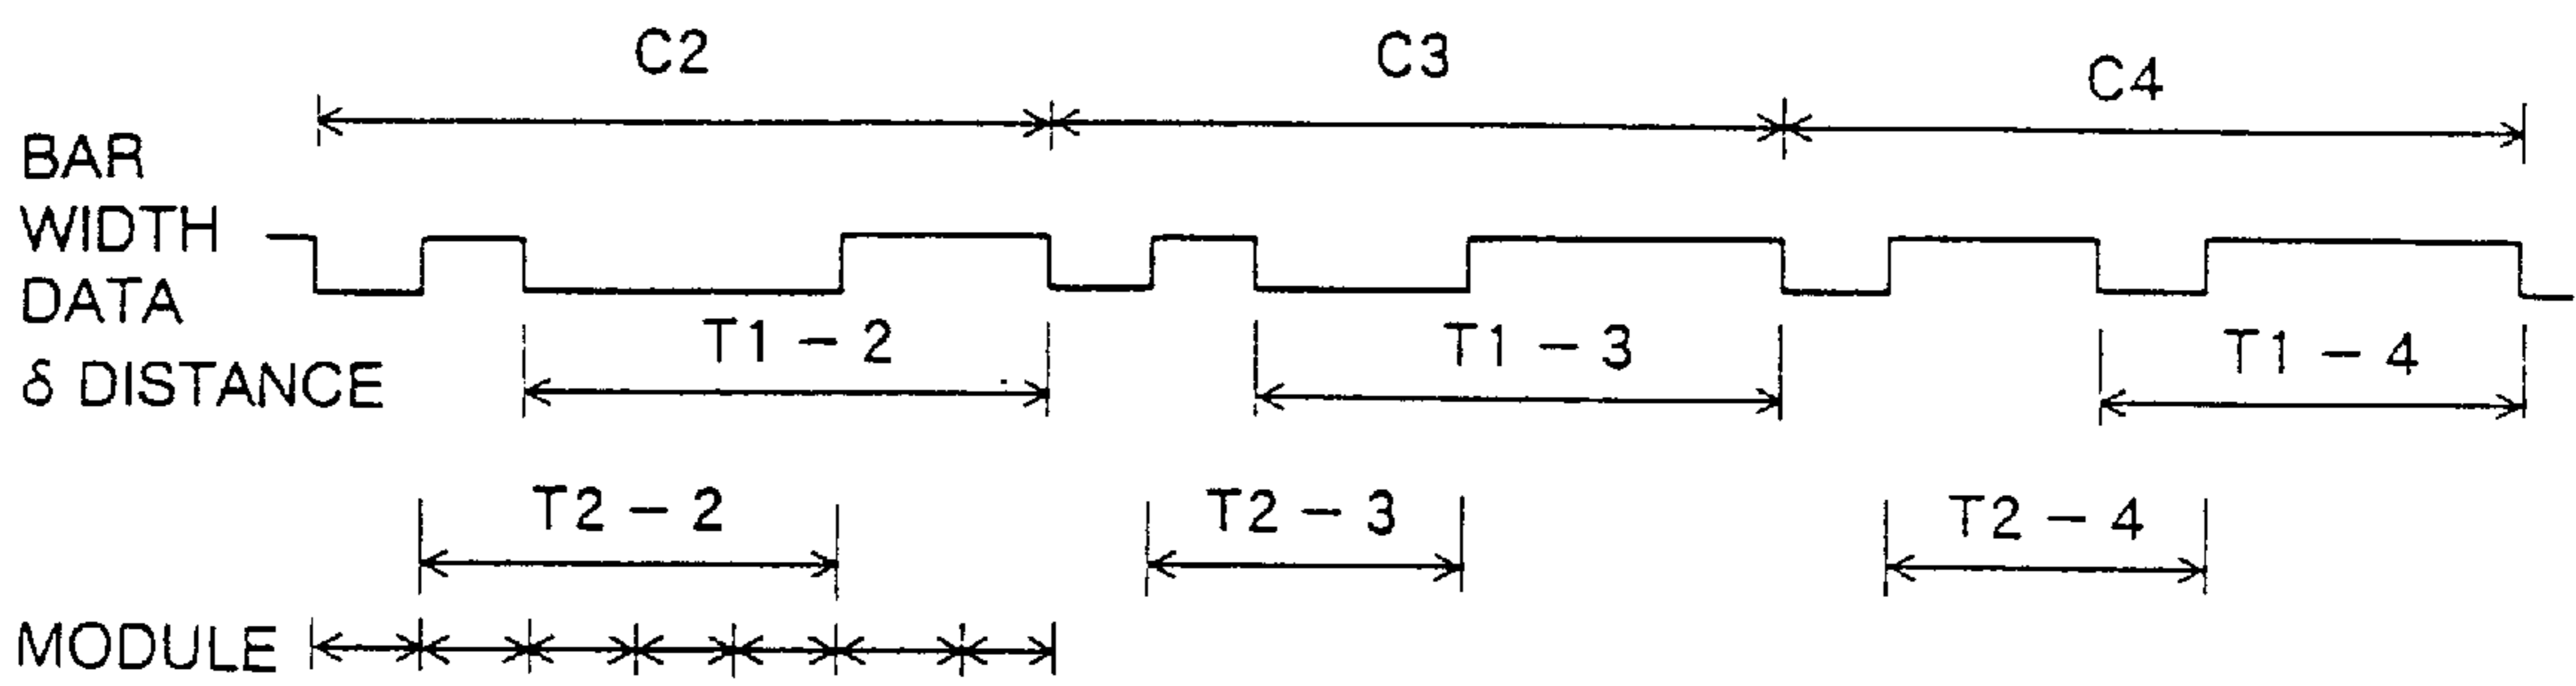 C2 C3 C4
BAR
WIDTH
DATA
T1 – 2 T1 – 3 T1 – 4
δ DISTANCE
T2 – 2 T2 – 3 T2 – 4
MODULE